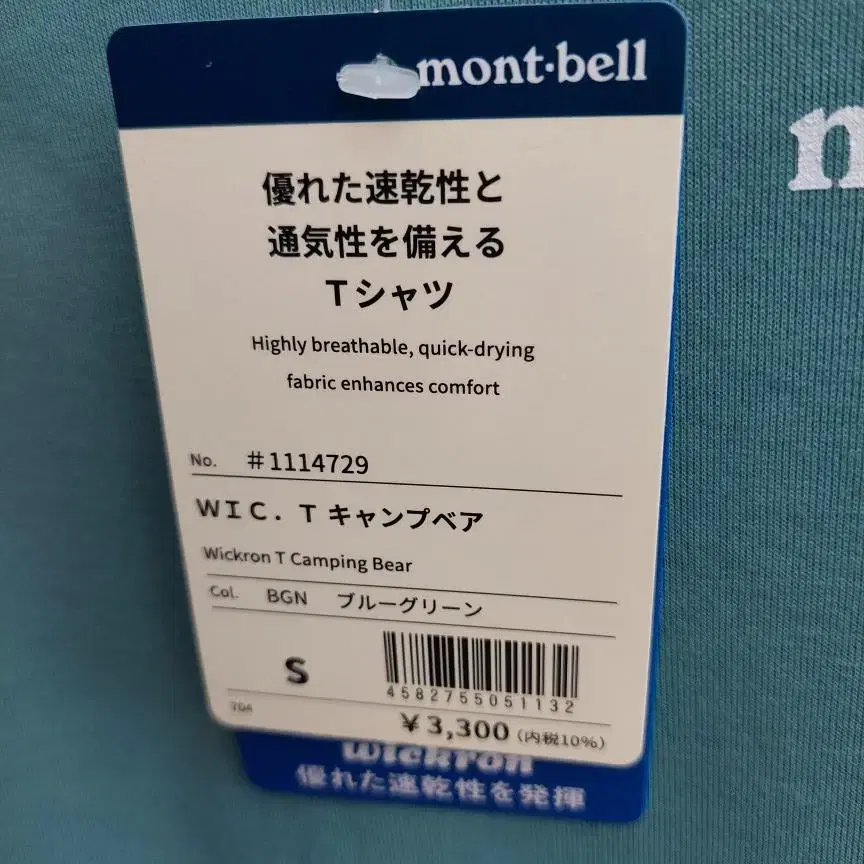 mont·bell
優れた速乾性と
通気性を備える
Tシャツ
Highly breathable, quick-drying
fabric enhances comfort
No. #1114729
WIC. T キャンプベア
Wickron T Camping Bear
Col. BGN ブルーグリーン
S
4582755051132
704
¥3,300 (内税10%)
wickron
優れた速乾性を発揮